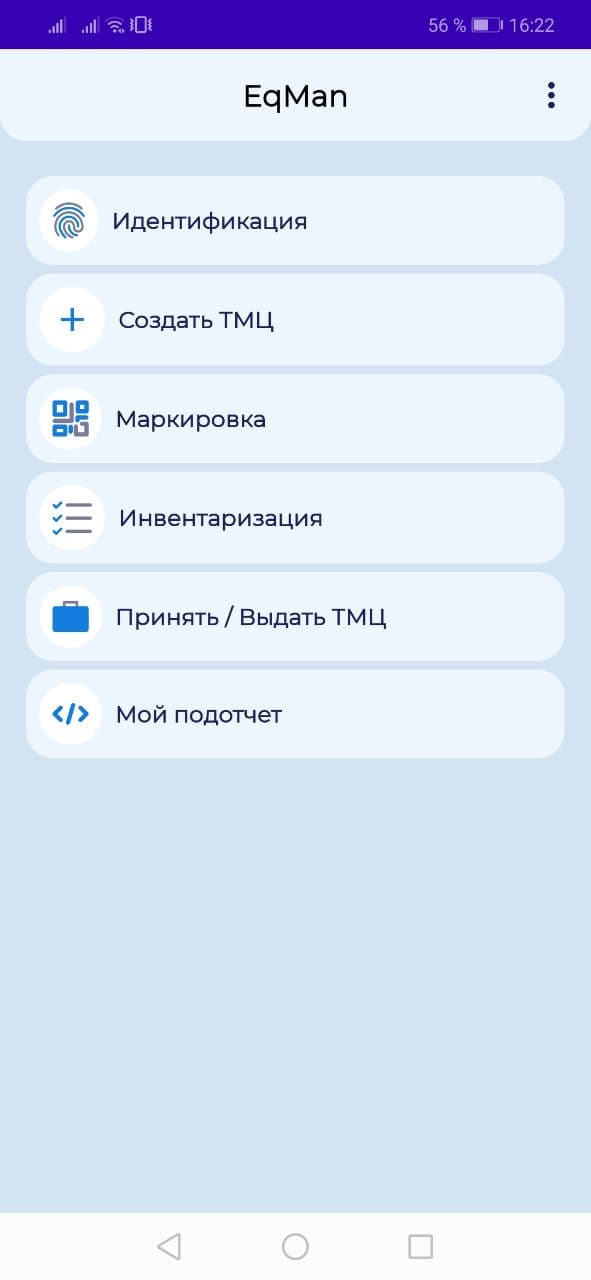 56 % 16:22
EqMan
Идентификация
Создать ТМЦ
Маркировка
Инвентаризация
Принять / Выдать ТМЦ
Мой подотчет